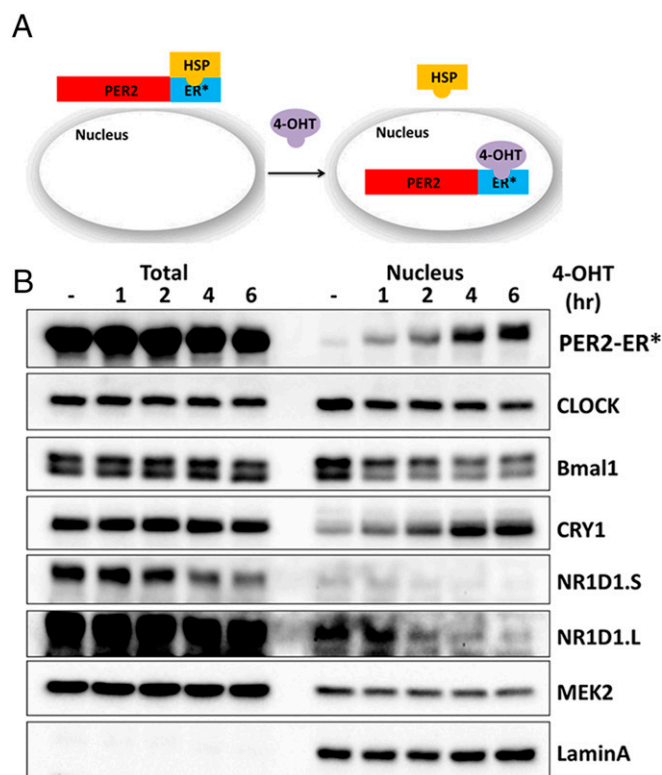 A
HSP
PER2 ER*
Nucleus
4-OHT
HSP
Nucleus
4-OHT
PER2 ER*
B Total Nucleus 4-OHT
- 1 2 4 6 - 1 2 4 6 (hr)
PER2-ER*
CLOCK
Bmal1
CRY1
NR1D1.S
NR1D1.L
MEK2
LaminA